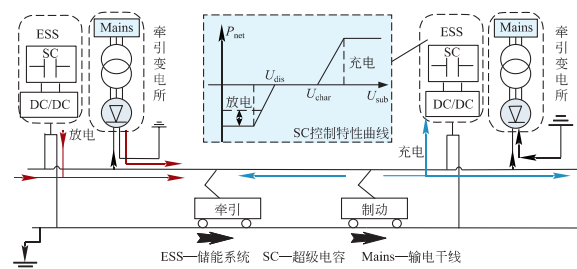 ESS
SC
DC/DC
放电
Mains
牵引变电所
P_net
U_dis
充电
放电
U_char
U_sub
SC控制特性曲线
ESS
SC
DC/DC
充电
Mains
牵引变电所
牵引
制动
ESS—储能系统 SC—超级电容 Mains—输电干线